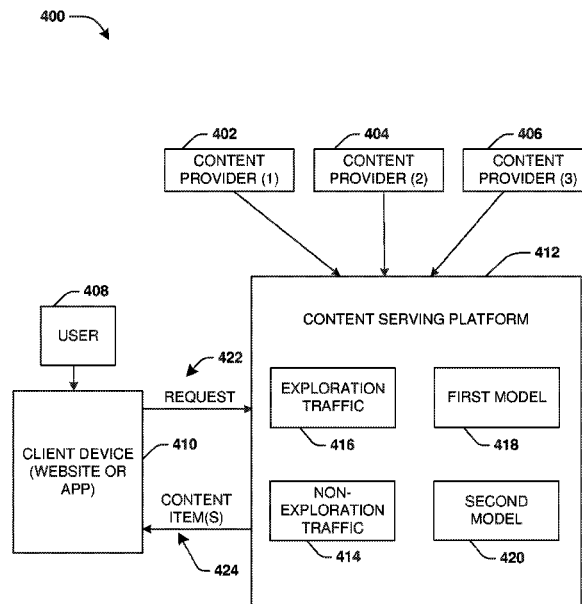 400
402
404
406
CONTENT
PROVIDER (1)
CONTENT
PROVIDER (2)
CONTENT
PROVIDER (3)
412
408
CONTENT SERVING PLATFORM
USER
422
REQUEST
EXPLORATION
TRAFFIC
FIRST MODEL
416
418
CLIENT DEVICE
(WEBSITE OR
APP)
410
CONTENT
ITEM(S)
NON-
EXPLORATION
TRAFFIC
SECOND
MODEL
424
414
420